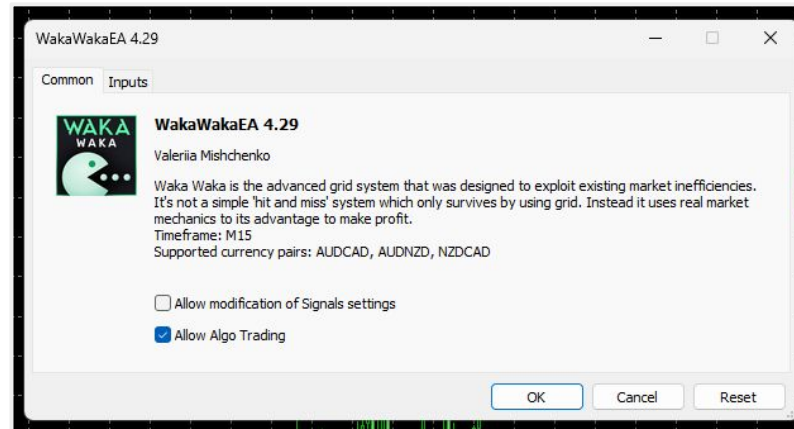 WakaWakaEA 4.29
Common
Inputs
WAKA
WAKA
WakaWakaEA 4.29
Valeriia Mishchenko
Waka Waka is the advanced grid system that was designed to exploit existing market inefficiencies.
It's not a simple 'hit and miss' system which only survives by using grid. Instead it uses real market
mechanics to its advantage to make profit.
Timeframe: M15
Supported currency pairs: AUDCAD, AUDNZD, NZDCAD
Allow modification of Signals settings
Allow Algo Trading
OK
Cancel
Reset